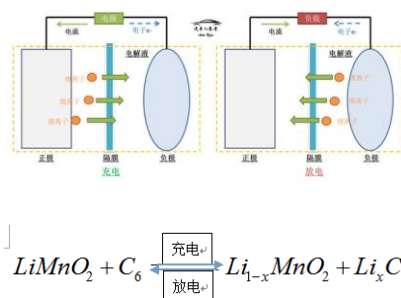 电源
电流 电子e-
电解液
锂离子
锂离子
锂离子
正极 隔膜 负极
充电
电流 电子e-
电解液
锂离子
锂离子
锂离子
正极 隔膜 负极
放电
充电
LiMnO₂ + C₆ = Li₁₋ₓMnO₂ + LiₓC
放电